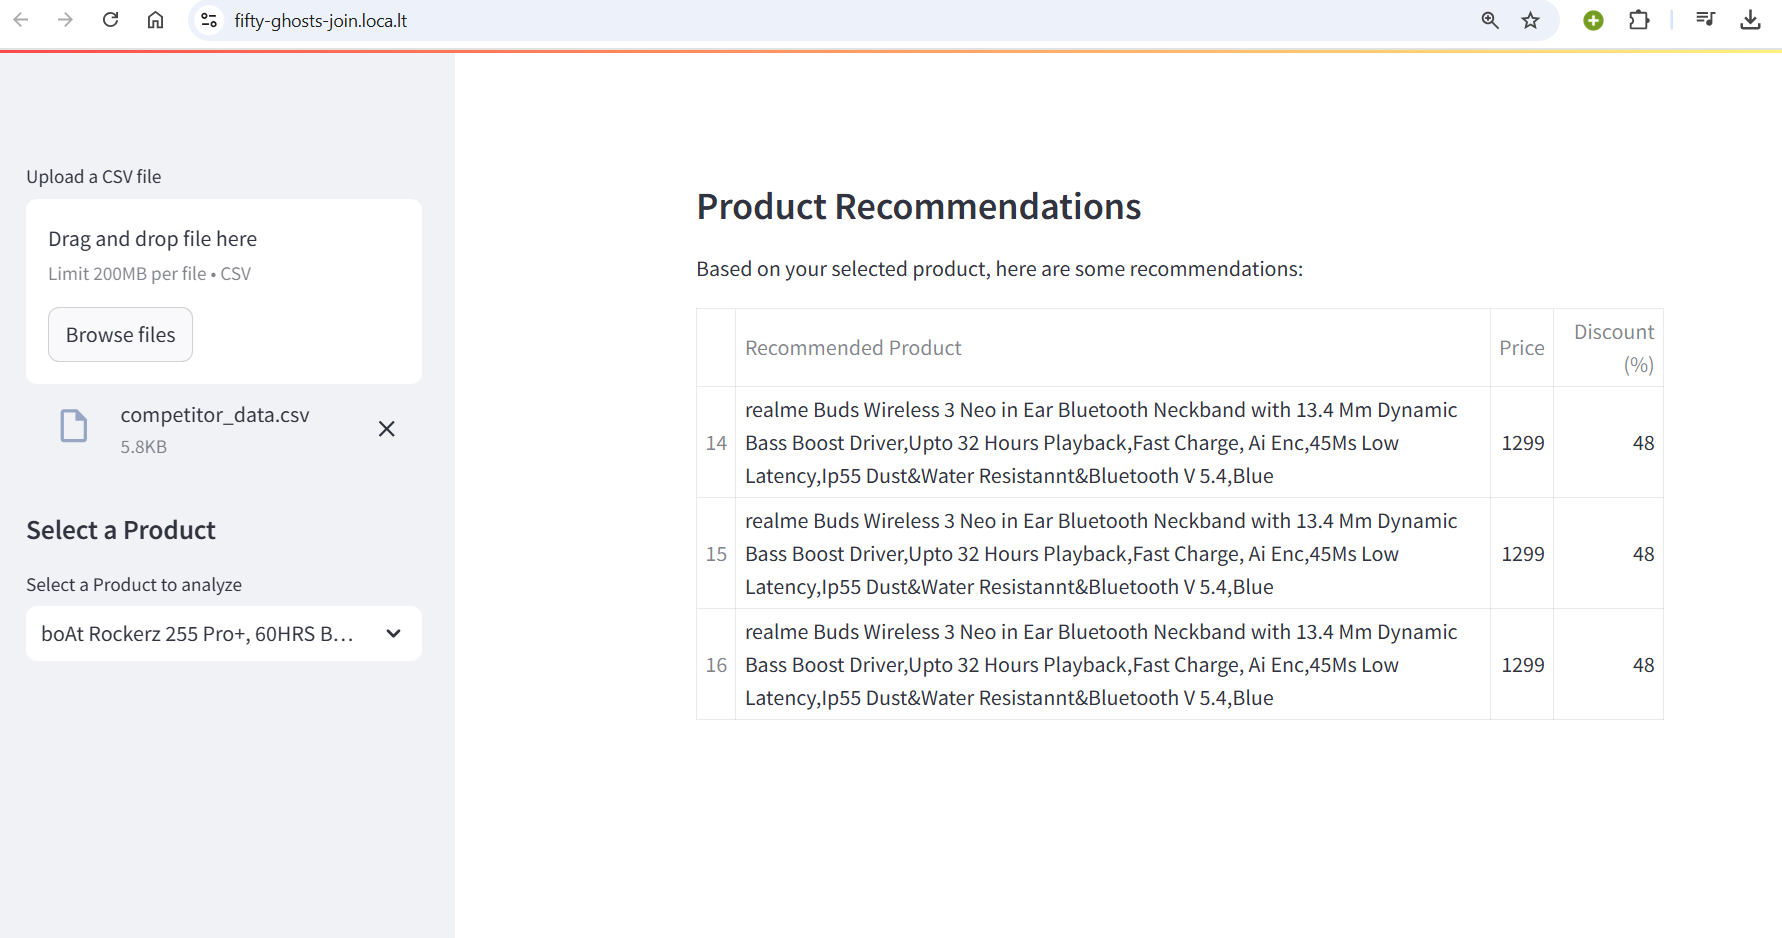 fifty-ghosts-join.loca.lt
Upload a CSV file
Drag and drop file here
Limit 200MB per file • CSV
Browse files
competitor_data.csv
5.8KB
Select a Product
Select a Product to analyze
boAt Rockerz 255 Pro+, 60HRS B...
Product Recommendations
Based on your selected product, here are some recommendations:
Recommended Product
Price
Discount
(%)
14
realme Buds Wireless 3 Neo in Ear Bluetooth Neckband with 13.4 Mm Dynamic
Bass Boost Driver,Upto 32 Hours Playback,Fast Charge, Ai Enc,45Ms Low
Latency,Ip55 Dust&Water Resistannt&Bluetooth V 5.4,Blue
1299
48
15
realme Buds Wireless 3 Neo in Ear Bluetooth Neckband with 13.4 Mm Dynamic
Bass Boost Driver,Upto 32 Hours Playback,Fast Charge, Ai Enc,45Ms Low
Latency,Ip55 Dust&Water Resistannt&Bluetooth V 5.4,Blue
1299
48
16
realme Buds Wireless 3 Neo in Ear Bluetooth Neckband with 13.4 Mm Dynamic
Bass Boost Driver,Upto 32 Hours Playback,Fast Charge, Ai Enc,45Ms Low
Latency,Ip55 Dust&Water Resistannt&Bluetooth V 5.4,Blue
1299
48